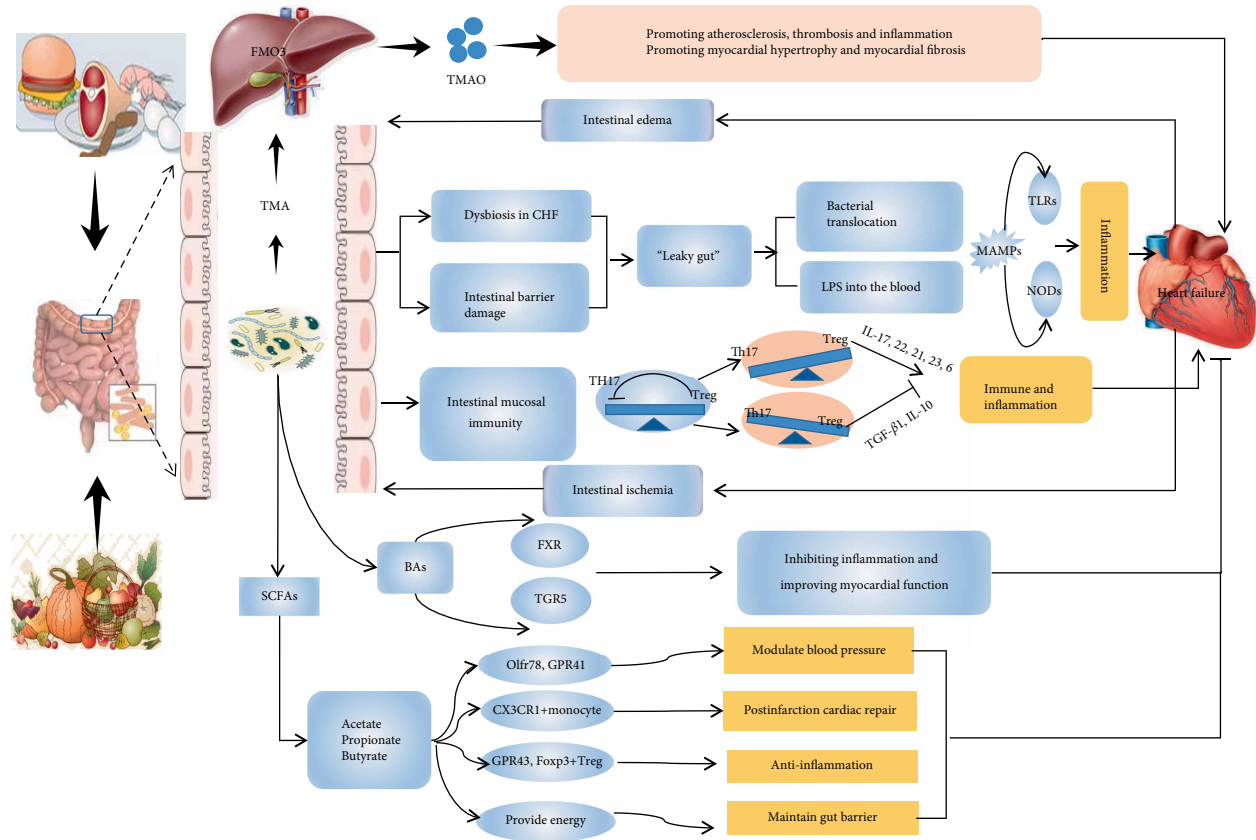 FMO3
TMAO
Promoting atherosclerosis, thrombosis and inflammation
Promoting myocardial hypertrophy and myocardial fibrosis
Intestinal edema
TMA
Dysbiosis in CHF
Intestinal barrier
damage
"Leaky gut"
Bacterial
translocation
LPS into the blood
MAMPs
TLRs
NODs
Inflammation
Heart failure
Intestinal mucosal
immunity
TH17
Treg
Th17
Treg
Th17
Treg
IL-17, 22, 21, 23, 6
TGF-β1, IL-10
Immune and
inflammation
Intestinal ischemia
BAs
FXR
TGR5
Inhibiting inflammation and
improving myocardial function
SCFAs
Acetate
Propionate
Butyrate
Olfr78, GPR41
CX3CR1+monocyte
GPR43, Foxp3+Treg
Provide energy
Modulate blood pressure
Postinfarction cardiac repair
Anti-inflammation
Maintain gut barrier